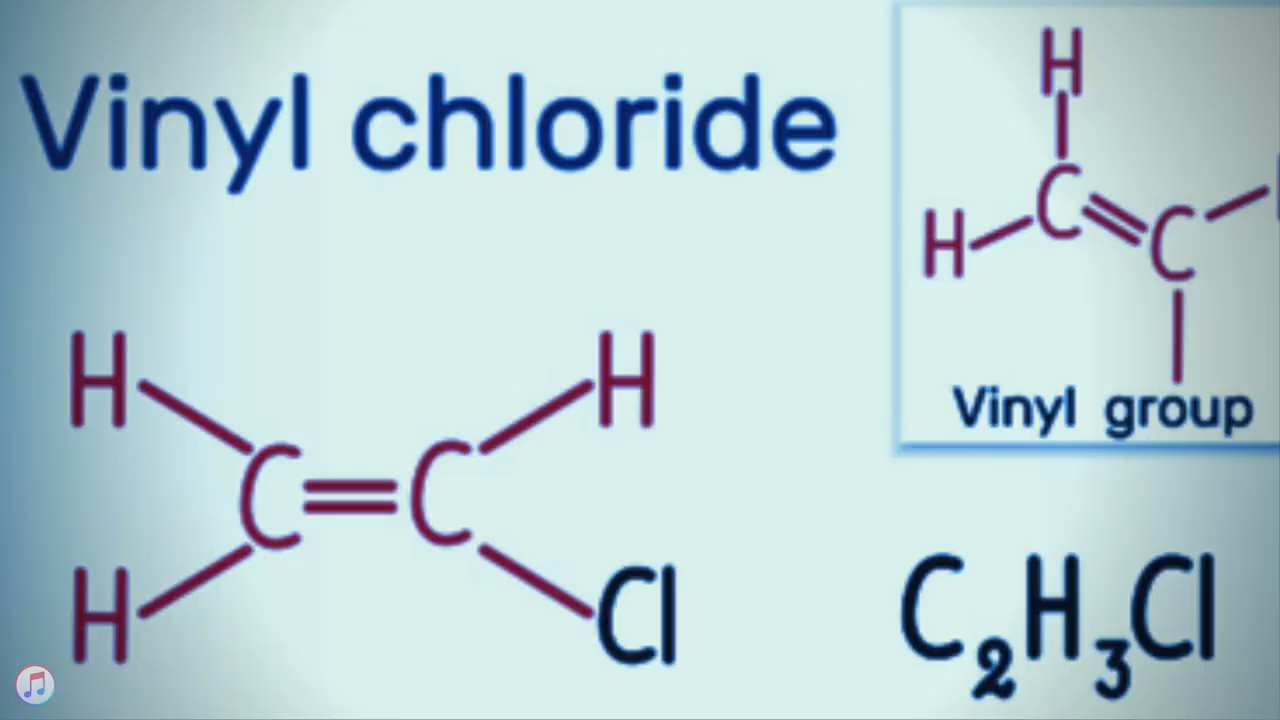 Vinyl chloride
H H
C C
H Cl
H
C
H C
Vinyl group
C2H3Cl